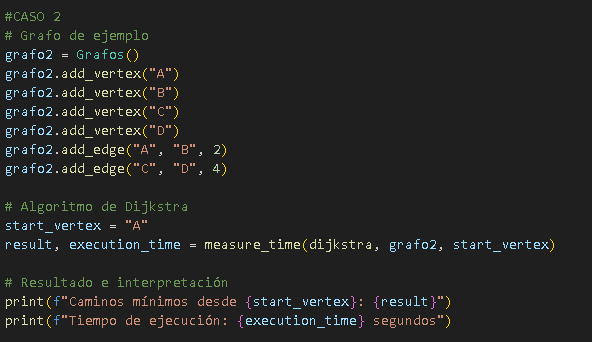 #CASO 2
# Grafo de ejemplo
grafo2 = Grafos()
grafo2.add_vertex("A")
grafo2.add_vertex("B")
grafo2.add_vertex("C")
grafo2.add_vertex("D")
grafo2.add_edge("A", "B", 2)
grafo2.add_edge("C", "D", 4)

# Algoritmo de Dijkstra
start_vertex = "A"
result, execution_time = measure_time(dijkstra, grafo2, start_vertex)

# Resultado e interpretación
print(f"Caminos mínimos desde {start_vertex}: {result}")
print(f"Tiempo de ejecución: {execution_time} segundos")